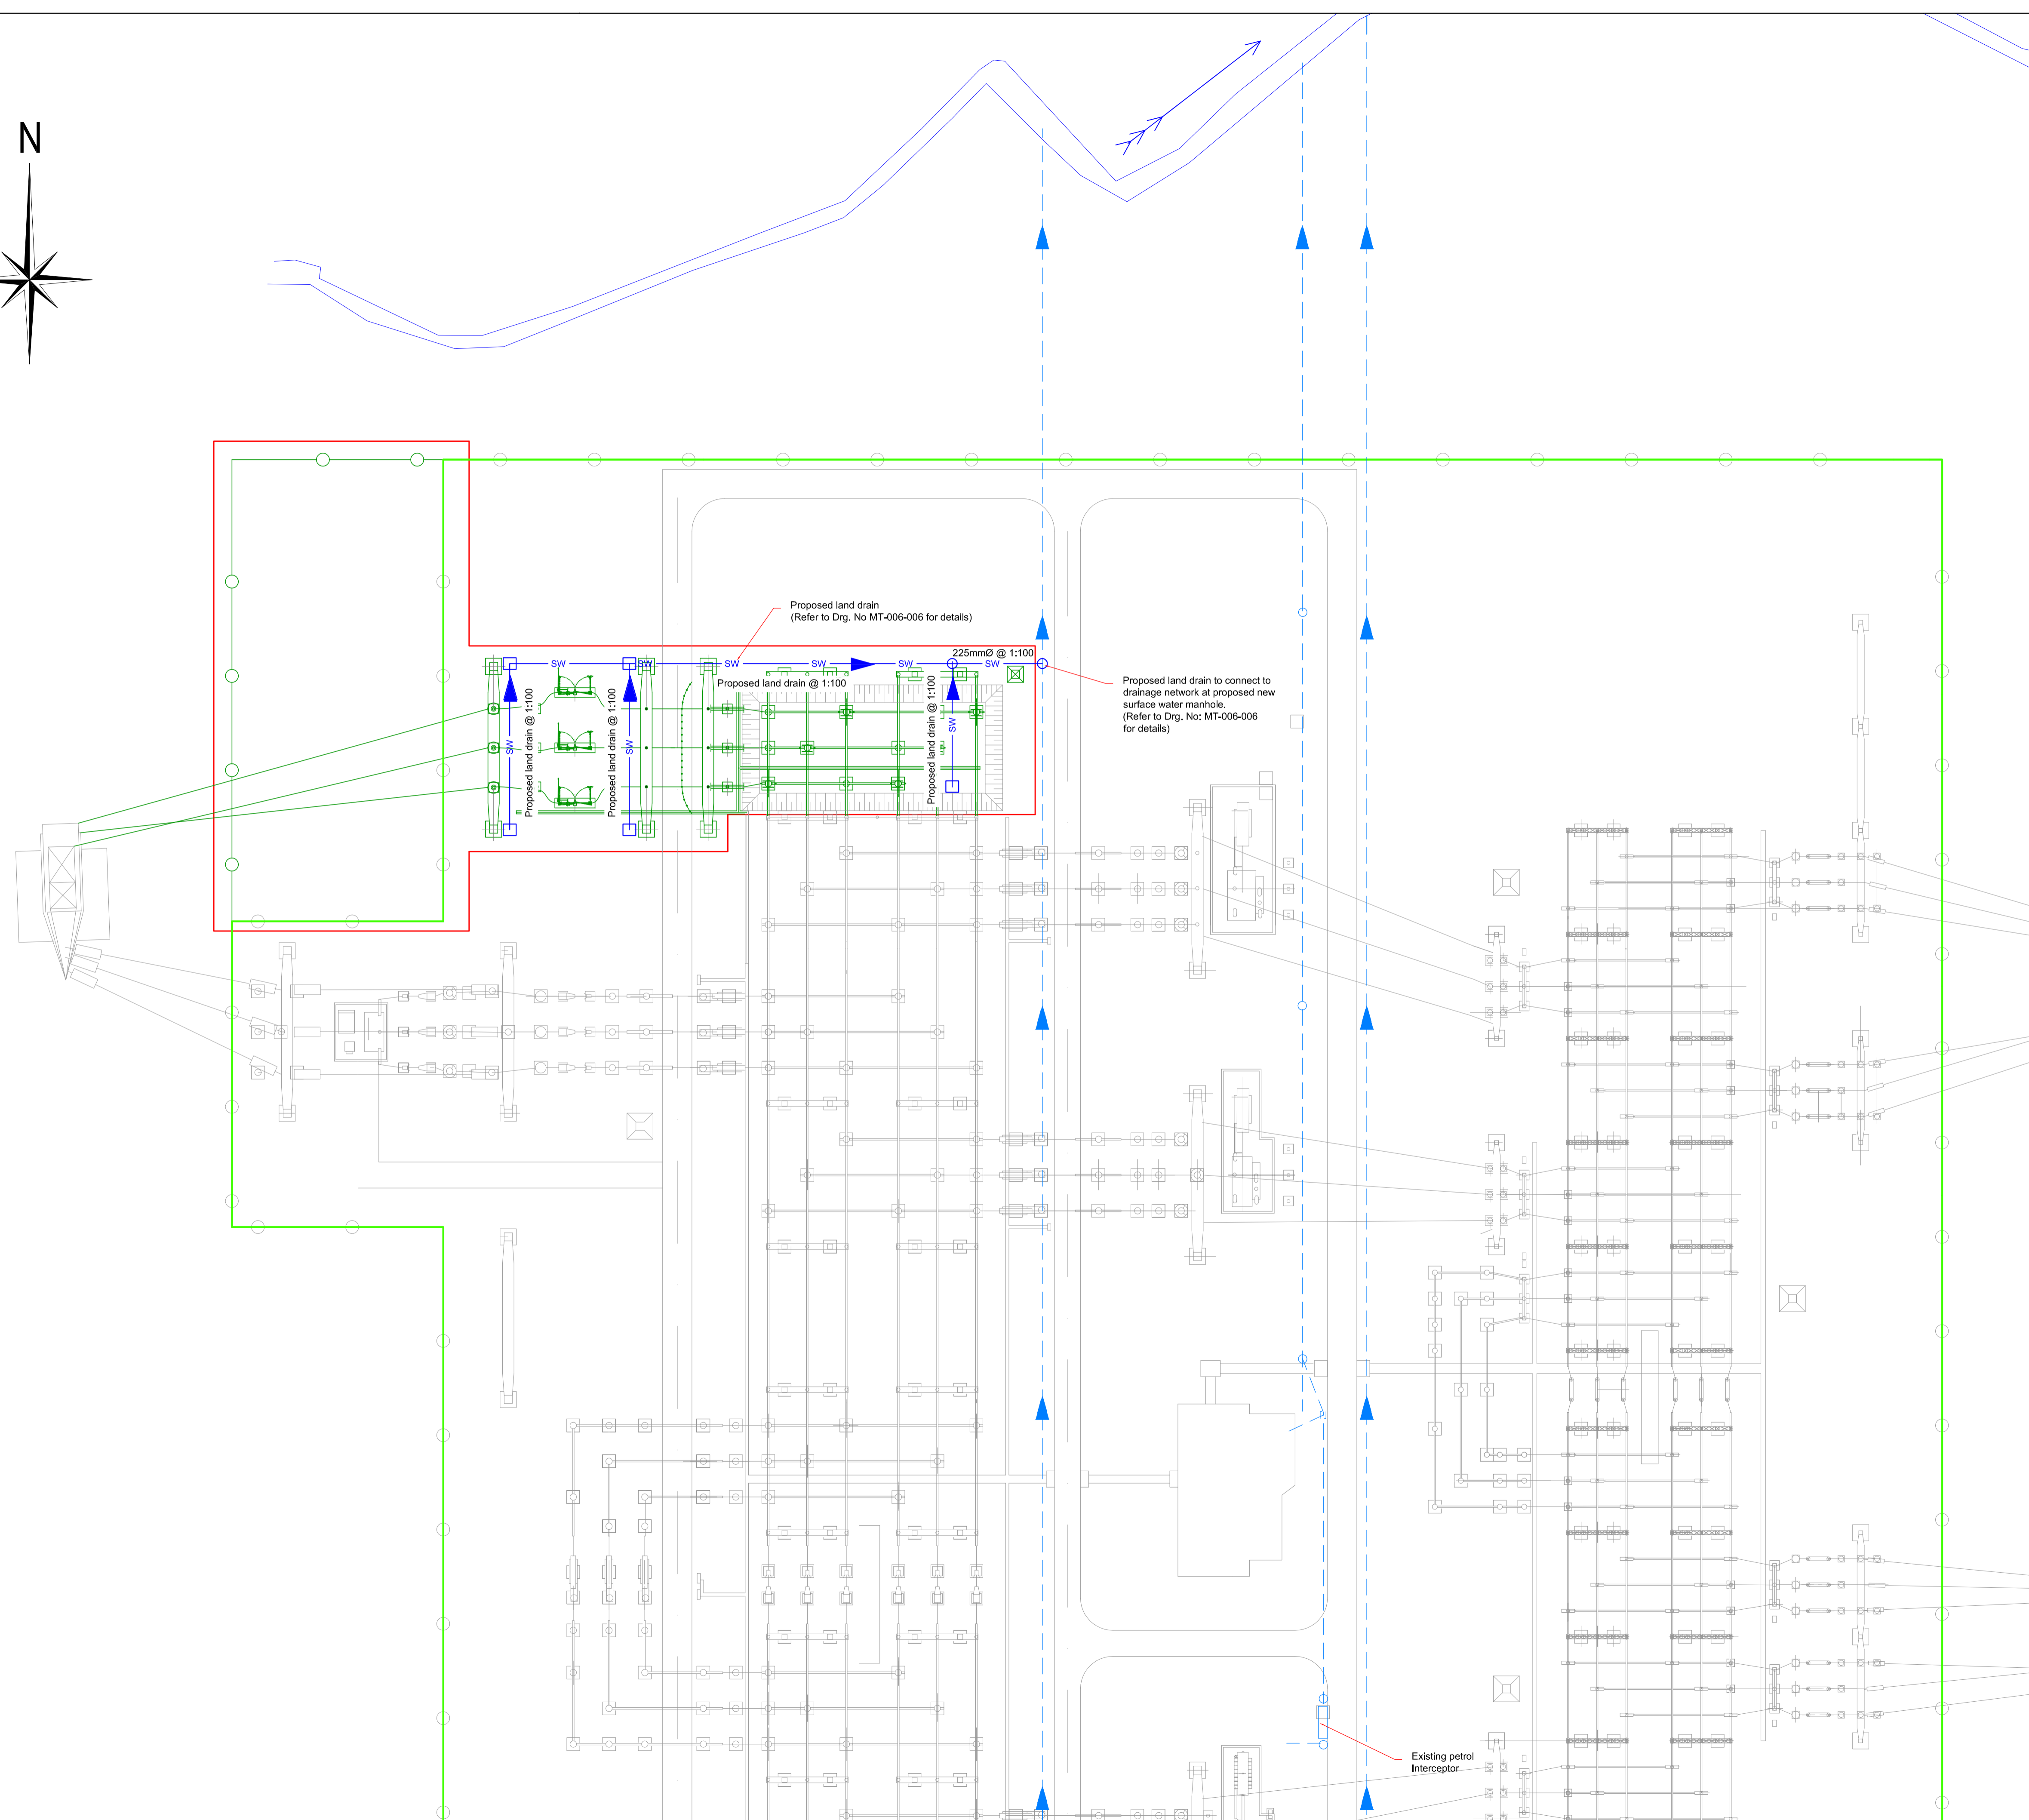 N
Proposed land drain
(Refer to Drg. No MT-006-006 for details)
225mmØ @ 1:100
SW
SW
SW
SW
SW
SW
Proposed land drain @ 1:100
Proposed land drain to connect to
drainage network at proposed new
surface water manhole.
(Refer to Drg. No: MT-006-006
for details)
SW
Proposed land drain @ 1:100
Proposed land drain @ 1:100
SW
Proposed land drain @ 1:100
SW
Existing petrol
Interceptor